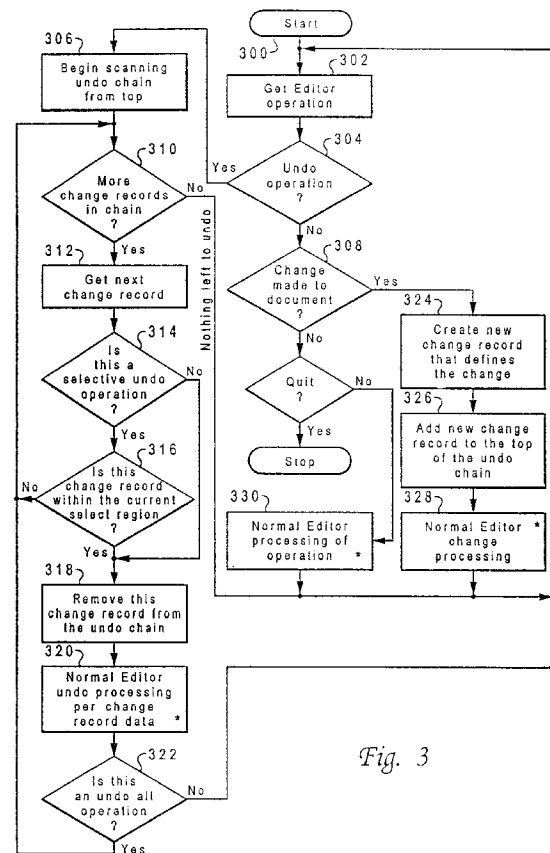 Start
300
302
Get Editor
operation
304
Undo
operation
?
Yes
No
306
Begin scanning
undo chain
from top
310
More
change records
in chain
?
No
Yes
Nothing left to undo
312
Get next
change record
314
Is
this a
selective undo
operation
?
No
Yes
316
Is this
change record
within the current
select region
?
No
Yes
318
Remove this
change record from
the undo chain
320
Normal Editor
undo processing
per change
record data *
322
Is this
an undo all
operation
?
No
Yes
308
Change
made to
document
?
Yes
No
Quit
?
No
Yes
Stop
324
Create new
change record
that defines
the change
326
Add new change
record to the top
of the undo
chain
328
Normal Editor *
change
processing
330
Normal Editor
processing of
operation *
Fig. 3